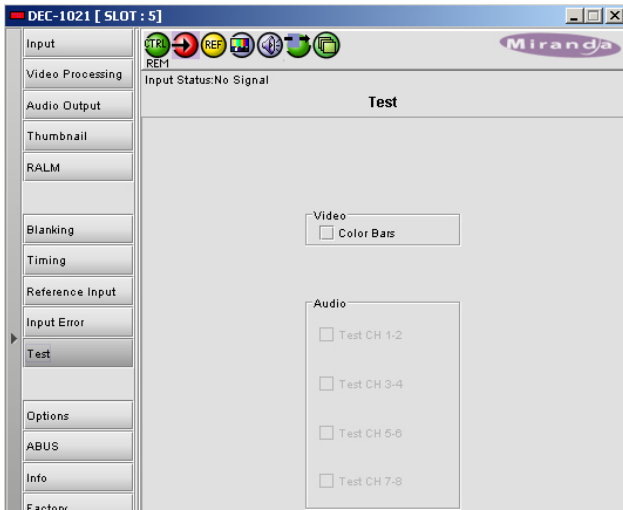 DEC-1021 [ SLOT : 5]
Input
Video Processing
Audio Output
Thumbnail
RALM
Blanking
Timing
Reference Input
Input Error
Test
Options
ABUS
Info
Factory
CTRL
REF
REM
Miranda
Input Status:No Signal
Test
Video
Color Bars
Audio
Test CH 1-2
Test CH 3-4
Test CH 5-6
Test CH 7-8